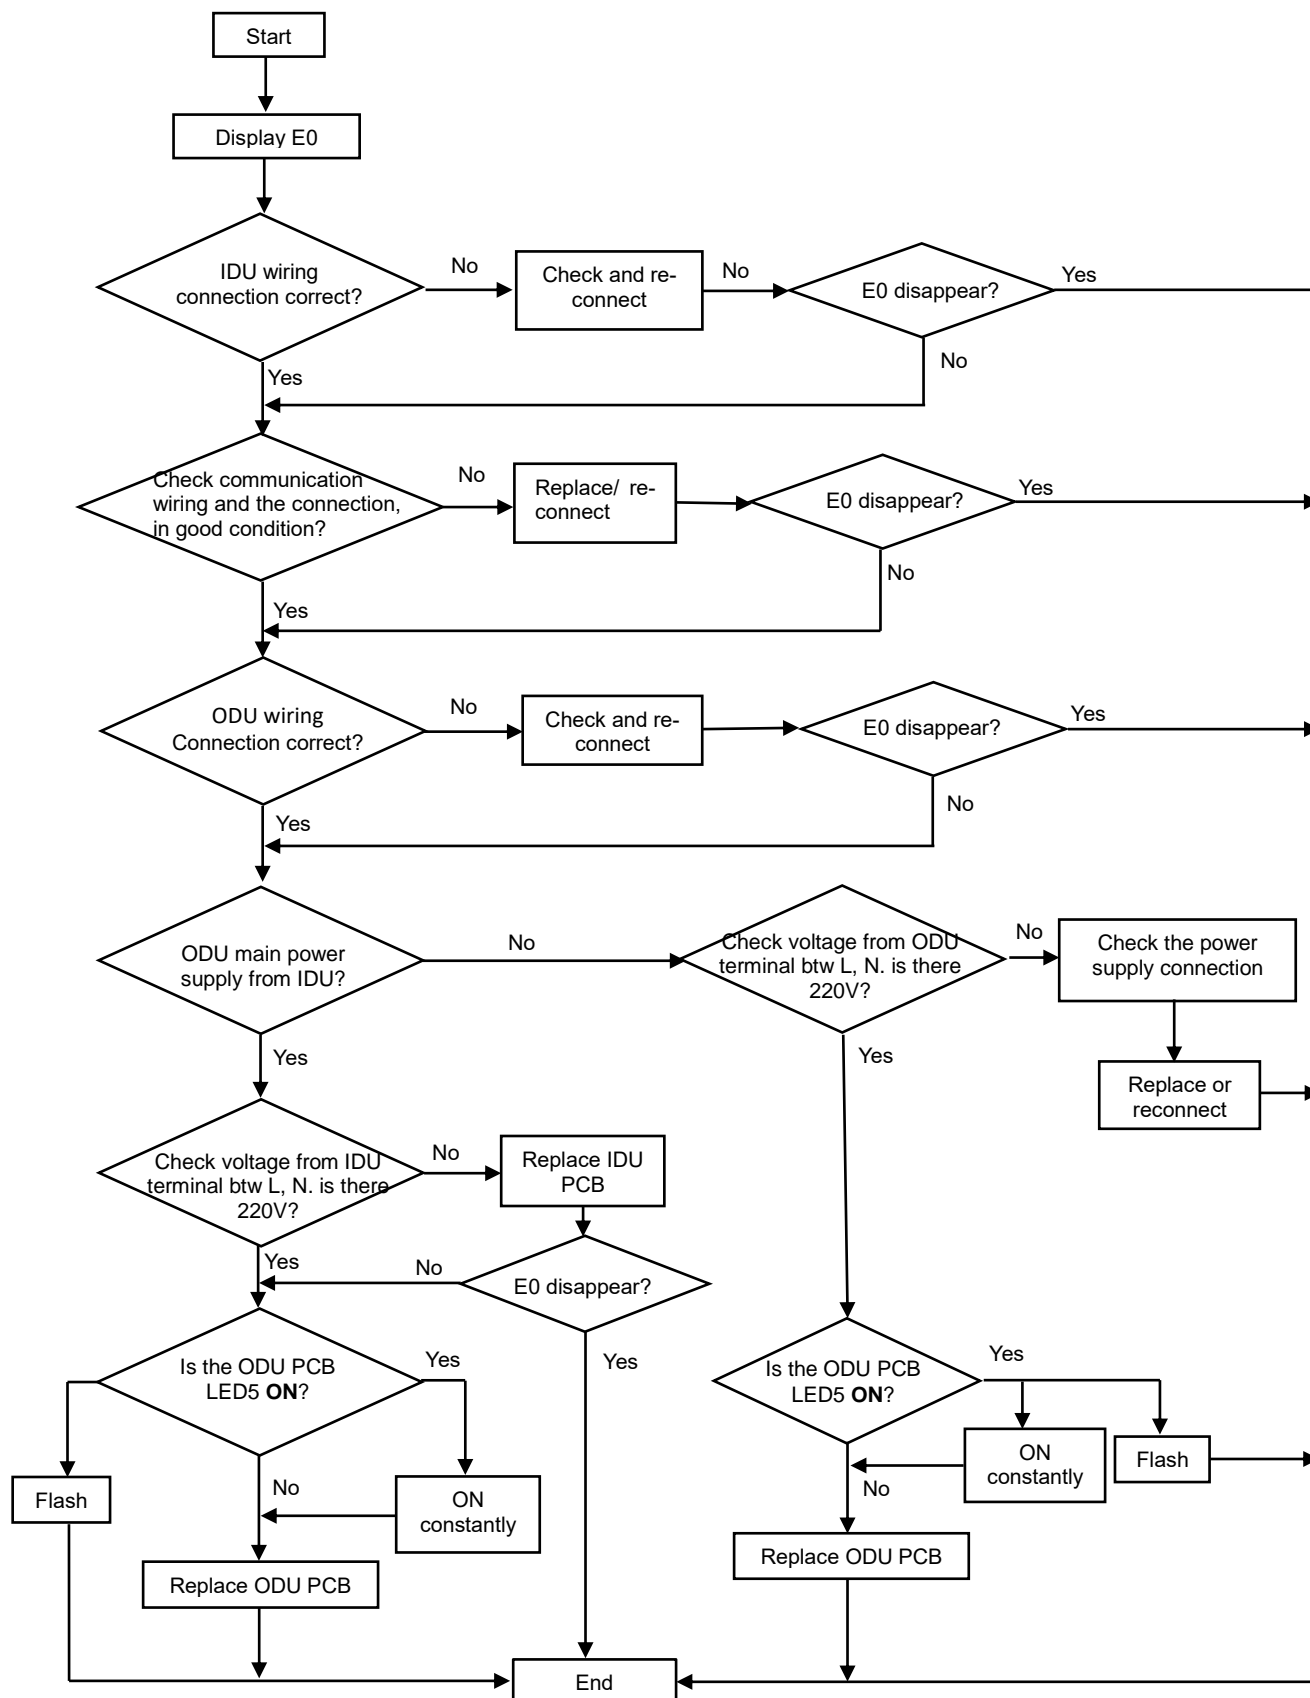 Start
Display E0
IDU wiring
connection correct?
No
Check and re-
connect
No
E0 disappear?
Yes
No
Yes
Check communication
wiring and the connection,
in good condition?
No
Replace/ re-
connect
E0 disappear?
Yes
No
Yes
ODU wiring
Connection correct?
No
Check and re-
connect
E0 disappear?
Yes
No
Yes
ODU main power
supply from IDU?
No
Check voltage from ODU
terminal btw L, N. is there
220V?
No
Check the power
supply connection
Yes
Yes
Replace or
reconnect
Check voltage from IDU
terminal btw L, N. is there
220V?
No
Replace IDU
PCB
Yes
No
E0 disappear?
Yes
Is the ODU PCB
LED5 ON?
Yes
Is the ODU PCB
LED5 ON?
Yes
Flash
No
ON
constantly
ON
constantly
Flash
No
Replace ODU PCB
Replace ODU PCB
End